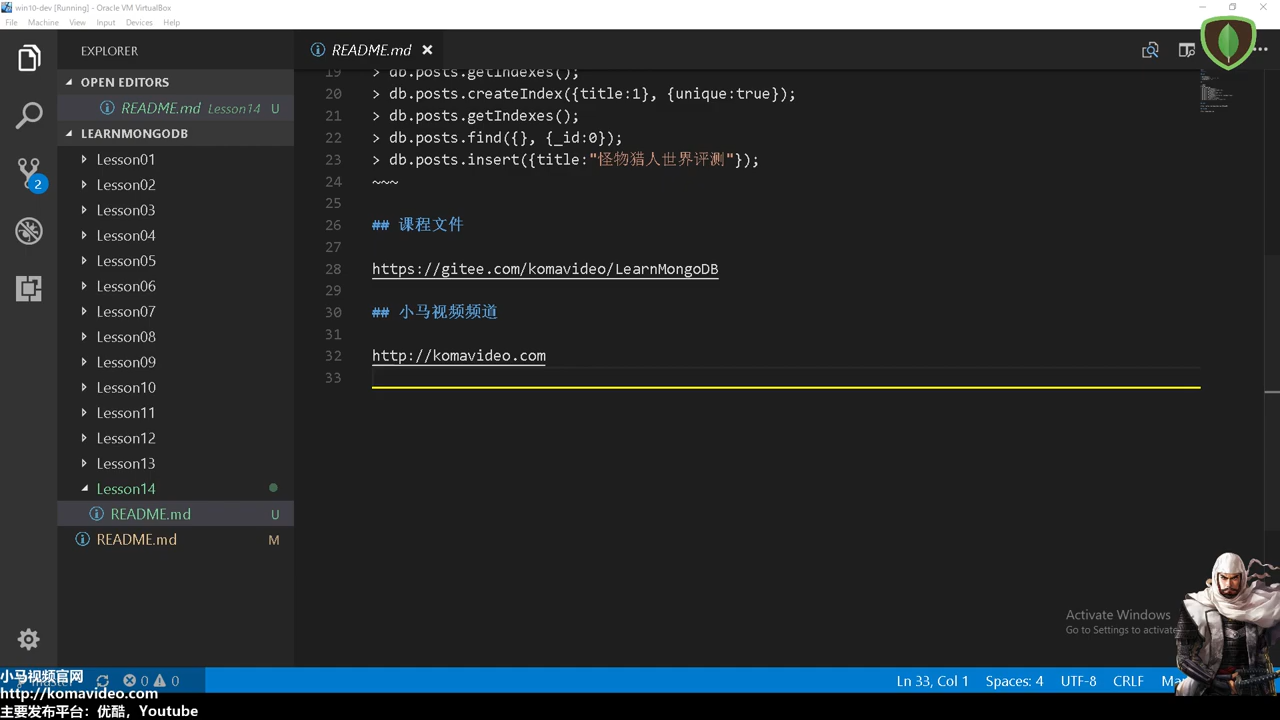 win10-dev [Running] - Oracle VM VirtualBox
File Machine View Input Devices Help
EXPLORER
README.md
OPEN EDITORS
README.md Lesson14 U
LEARNMONGODB
Lesson01
Lesson02
Lesson03
Lesson04
Lesson05
Lesson06
Lesson07
Lesson08
Lesson09
Lesson10
Lesson11
Lesson12
Lesson13
Lesson14
README.md U
README.md M
2
19 > db.posts.getIndexes();
20 > db.posts.createIndex({title:1}, {unique:true});
21 > db.posts.getIndexes();
22 > db.posts.find({}, {_id:0});
23 > db.posts.insert({title:"怪物猎人世界评测"});
24 ~~~
25
26 ## 课程文件
27
28 https://gitee.com/komavideo/LearnMongoDB
29
30 ## 小马视频频道
31
32 http://komavideo.com
33
Activate Windows
Go to Settings to activate
小马视频官网
http://komavideo.com
主要发布平台：优酷，Youtube
0 0
Ln 33, Col 1 Spaces: 4 UTF-8 CRLF